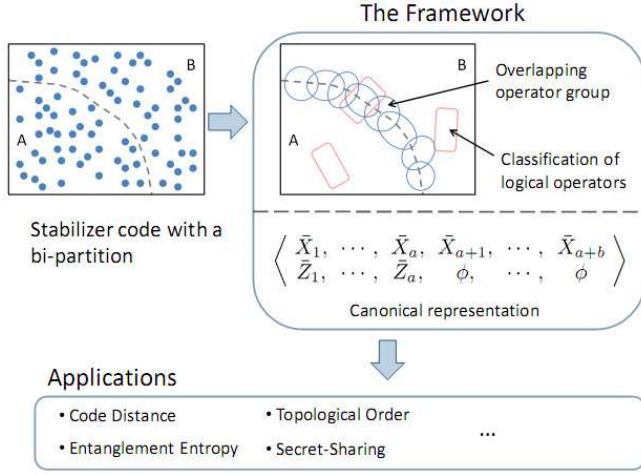 The Framework
B
A
Stabilizer code with a
bi-partition
B
A
Overlapping
operator group
Classification of
logical operators
⟨ X̄₁, ⋯, X̄ₐ, X̄ₐ₊₁, ⋯, X̄ₐ₊b ⟩
Z̄₁, ⋯, Z̄ₐ, ϕ, ⋯, ϕ
Canonical representation
Applications
• Code Distance
• Topological Order
• Entanglement Entropy
• Secret-Sharing
...